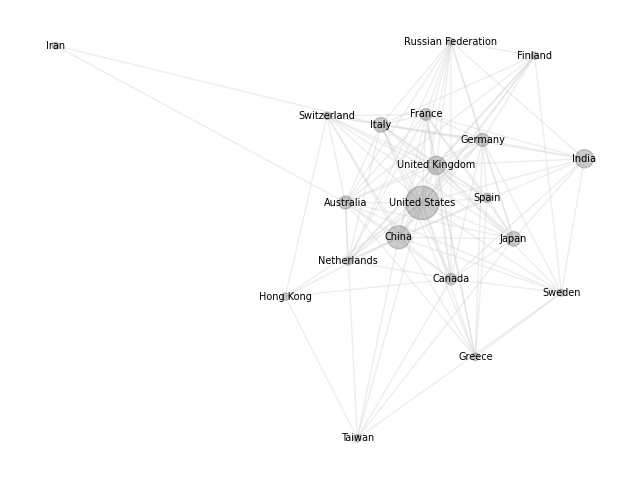 Russian Federation
Iran
Finland
Switzerland
France
Italy
Germany
United Kingdom
India
Spain
Australia
United States
China
Japan
Netherlands
Canada
Sweden
Hong Kong
Greece
Taiwan